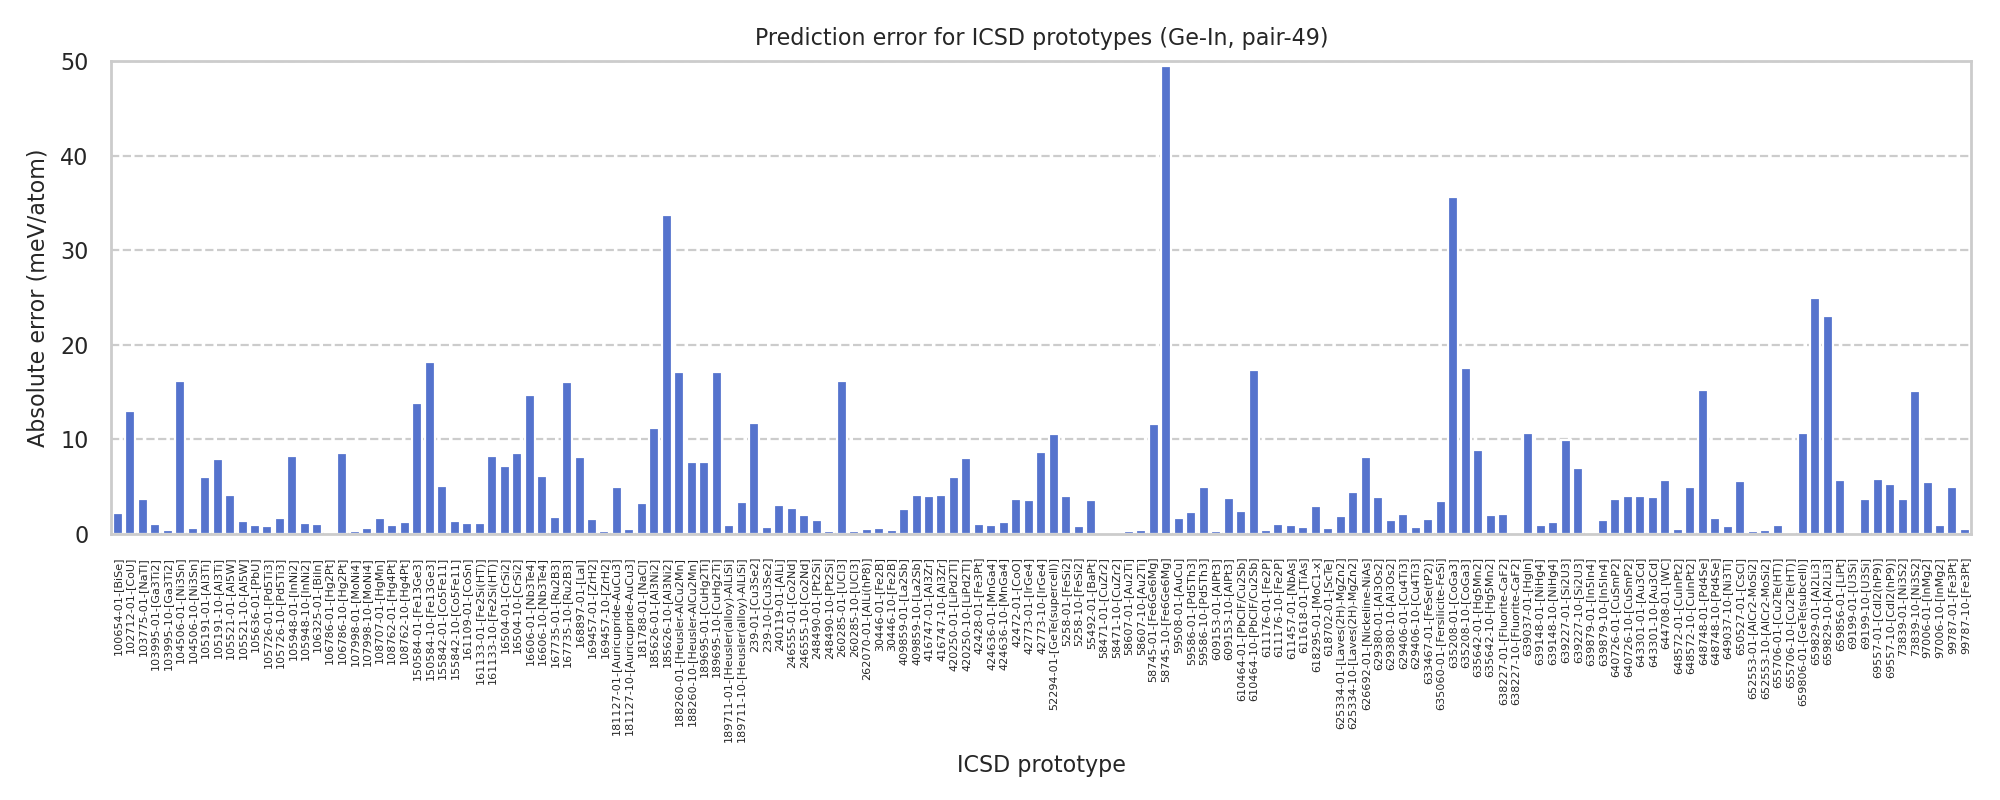 Prediction error for ICSD prototypes (Ge-In, pair-49)
Absolute error (meV/atom)
50
40
30
20
10
0
100654-01-[BiSe]
102712-01-[CoU]
103775-01-[NaTl]
103995-01-[Ga3Ti2]
103995-10-[Ga3Ti2]
104506-01-[Ni3Sn]
104506-10-[Ni3Sn]
105191-01-[Al3Ti]
105191-10-[Al3Ti]
105521-01-[Al5W]
105521-10-[Al5W]
105636-01-[PbU]
105726-01-[Pd5Ti3]
105726-10-[Pd5Ti3]
105948-01-[InNi2]
105948-10-[InNi2]
106325-01-[BiIn]
106786-01-[Hg2Pt]
106786-10-[Hg2Pt]
107998-01-[MoNi4]
107998-10-[MoNi4]
108707-01-[HgMn]
108762-01-[Hg4Pt]
108762-10-[Hg4Pt]
150584-01-[Fe13Ge3]
150584-10-[Fe13Ge3]
155842-01-[Co5Fe11]
155842-10-[Co5Fe11]
161109-01-[CoSn]
161133-01-[Fe2Si(HT)]
161133-10-[Fe2Si(HT)]
16504-01-[CrSi2]
16504-10-[CrSi2]
16606-01-[Nb3Te4]
16606-10-[Nb3Te4]
167735-01-[Ru2B3]
167735-10-[Ru2B3]
168897-01-[LaI]
169457-01-[ZrH2]
169457-10-[ZrH2]
181127-01-[Auricupride-AuCu3]
181127-10-[Auricupride-AuCu3]
181788-01-[NaCl]
185626-01-[Al3Ni2]
185626-10-[Al3Ni2]
188260-01-[Heusler-AlCu2Mn]
188260-10-[Heusler-AlCu2Mn]
189695-01-[CuHg2Ti]
189695-10-[CuHg2Ti]
189711-01-[Heusler(alloy)-AlLiSi]
189711-10-[Heusler(alloy)-AlLiSi]
239-01-[Cu3Se2]
239-10-[Cu3Se2]
240119-01-[AlLi]
246555-01-[Co2Nd]
246555-10-[Co2Nd]
248490-01-[Pt2Si]
248490-10-[Pt2Si]
260285-01-[UCl3]
260285-10-[UCl3]
262070-01-[AlLi(hP8)]
30446-01-[Fe2B]
30446-10-[Fe2B]
409859-01-[La2Sb]
409859-10-[La2Sb]
416747-01-[Al3Zr]
416747-10-[Al3Zr]
420250-01-[LiPd2Tl]
420250-10-[LiPd2Tl]
42428-01-[Fe3Pt]
424636-01-[MnGa4]
424636-10-[MnGa4]
42472-01-[CoO]
42773-01-[IrGe4]
42773-10-[IrGe4]
52294-01-[GeTe(supercell)]
5258-01-[FeSi2]
5258-10-[FeSi2]
55492-01-[BaPt]
58471-01-[CuZr2]
58471-10-[CuZr2]
58607-01-[Au2Ti]
58607-10-[Au2Ti]
58745-01-[Fe6Ge6Mg]
58745-10-[Fe6Ge6Mg]
59508-01-[AuCu]
59586-01-[Pd5Th3]
59586-10-[Pd5Th3]
609153-01-[AlPt3]
609153-10-[AlPt3]
610464-01-[PbClF/Cu2Sb]
610464-10-[PbClF/Cu2Sb]
611176-01-[Fe2P]
611176-10-[Fe2P]
611457-01-[NbAs]
611618-01-[TiAs]
618295-01-[MoC1-x]
618702-01-[ScTe]
625334-01-[Laves(2H)-MgZn2]
625334-10-[Laves(2H)-MgZn2]
626692-01-[Nickeline-NiAs]
629380-01-[Al3Os2]
629380-10-[Al3Os2]
629406-01-[Cu4Ti3]
629406-10-[Cu4Ti3]
633467-01-[FeSe(tP2)]
635060-01-[Fersilicite-FeSi]
635208-01-[CoGa3]
635208-10-[CoGa3]
635642-01-[Hg5Mn2]
635642-10-[Hg5Mn2]
638227-01-[Fluorite-CaF2]
638227-10-[Fluorite-CaF2]
639037-01-[HgIn]
639148-01-[NiHg4]
639148-10-[NiHg4]
639227-01-[Si2U3]
639227-10-[Si2U3]
639879-01-[In5In4]
639879-10-[In5In4]
640726-01-[CuSmP2]
640726-10-[CuSmP2]
643301-01-[Au3Cd]
643301-10-[Au3Cd]
644708-01-[WC]
648572-01-[CuInPt2]
648572-10-[CuInPt2]
648748-01-[Pd4Se]
648748-10-[Pd4Se]
649037-10-[Ni3Ti]
650527-01-[CsCl]
652553-01-[AlCr2-MoSi2]
652553-10-[AlCr2-MoSi2]
655706-01-[Cu2Te(HT)]
655706-10-[Cu2Te(HT)]
659806-01-[GeTe(subcell)]
659829-01-[Al2Li3]
659829-10-[Al2Li3]
659856-01-[LiPt]
69199-01-[U3Si]
69199-10-[U3Si]
69557-01-[CdI2(hP9)]
69557-10-[CdI2(hP9)]
73839-01-[Ni3S2]
73839-10-[Ni3S2]
97006-01-[InMg2]
97006-10-[InMg2]
99787-01-[Fe3Pt]
99787-10-[Fe3Pt]
ICSD prototype